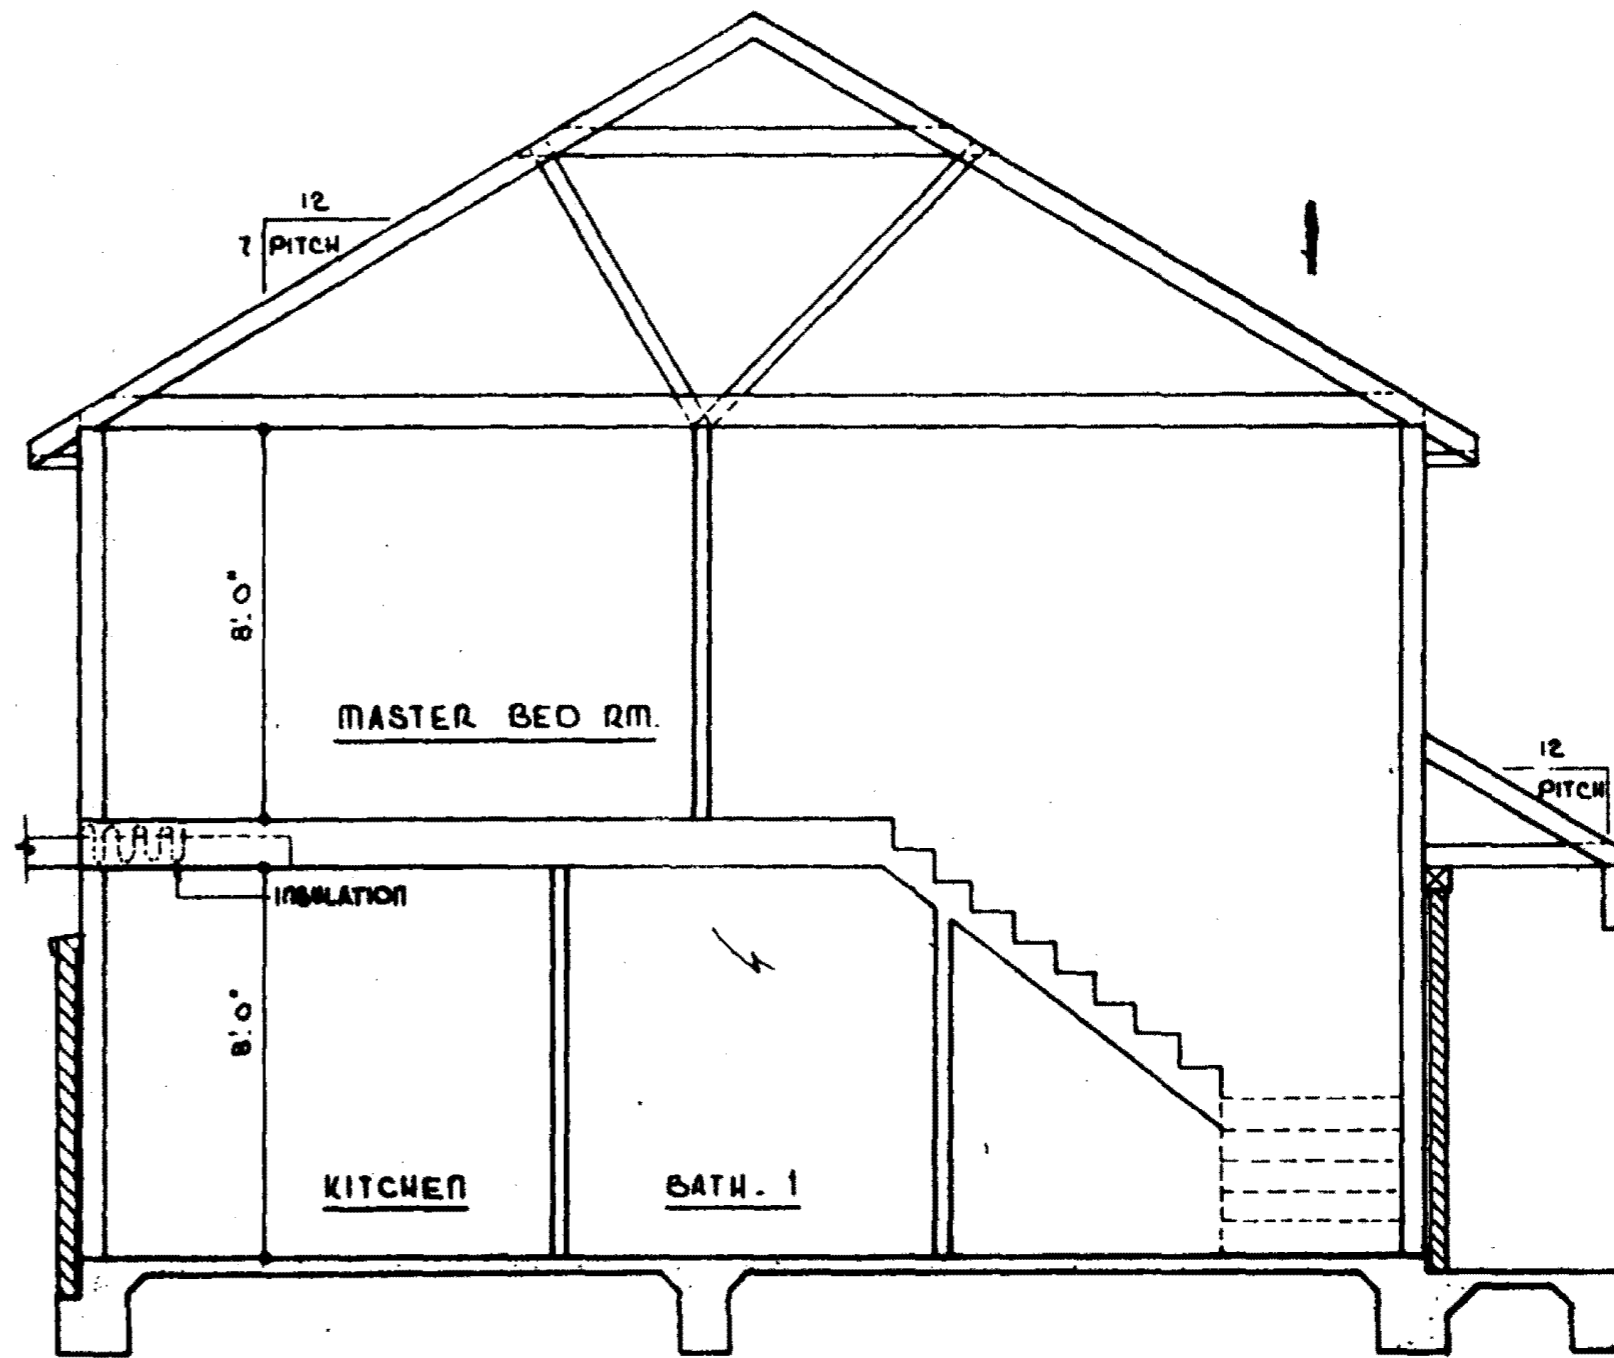 12
7 PITCH
8'.0"
MASTER BED RM.
12
PITCH
INSULATION
8'.0"
KITCHEN
BATH. 1